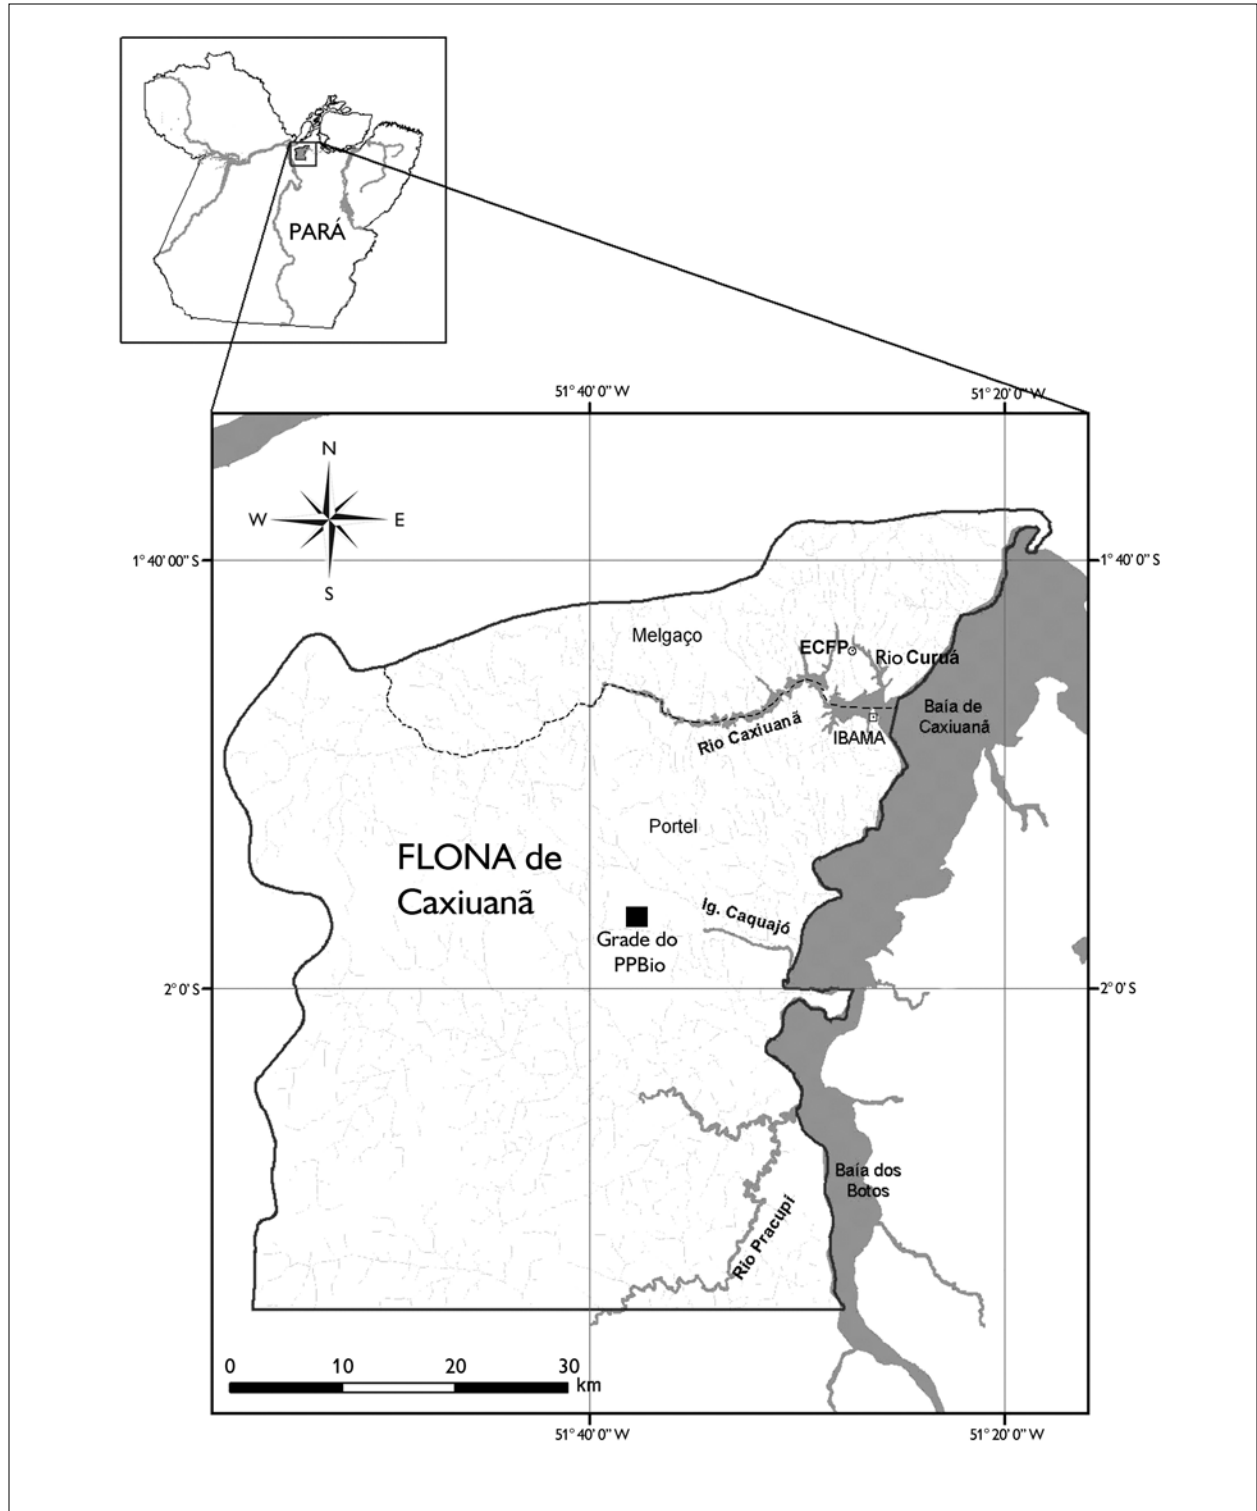 PARÁ
51° 40' 0" W
51° 20' 0" W
N
W
E
S
1° 40' 00" S
1° 40' 0" S
Melgaço
ECFP
Rio Curuá
Baía de
Caxiuanã
Rio Caxiuanã
IBAMA
Portel
FLONA de
Caxiuanã
Ig. Caquajó
Grade do
PPBio
2° 0' S
2° 0' S
Baía dos
Botos
Rio Pracupi
0 10 20 30
km
51° 40' 0" W
51° 20' 0" W